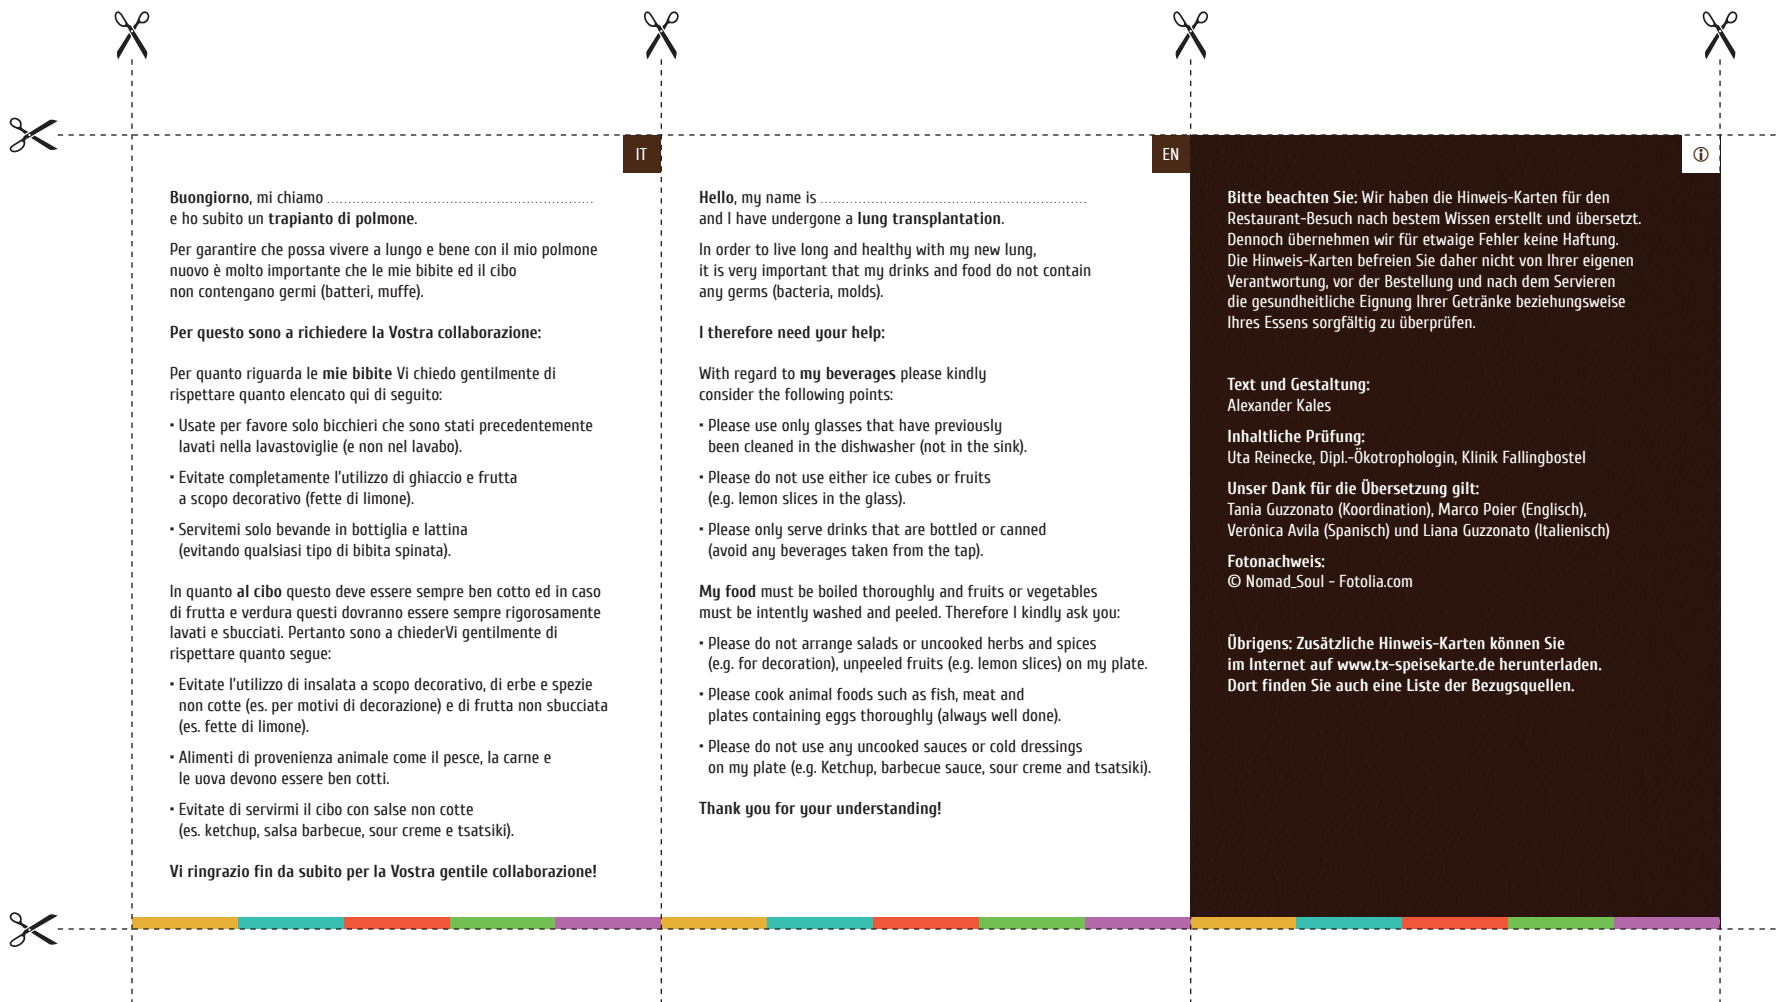 IT
Buongiorno, mi chiamo ................................................................
e ho subito un trapianto di polmone.
Per garantire che possa vivere a lungo e bene con il mio polmone
nuovo è molto importante che le mie bibite ed il cibo
non contengano germi (batteri, muffe).
Per questo sono a richiedere la Vostra collaborazione:
Per quanto riguarda le mie bibite Vi chiedo gentilmente di
rispettare quanto elencato qui di seguito:
• Usate per favore solo bicchieri che sono stati precedentemente
lavati nella lavastoviglie (e non nel lavabo).
• Evitate completamente l'utilizzo di ghiaccio e frutta
a scopo decorativo (fette di limone).
• Servitemi solo bevande in bottiglia e lattina
(evitando qualsiasi tipo di bibita spinata).
In quanto al cibo questo deve essere sempre ben cotto ed in caso
di frutta e verdura questi dovranno essere sempre rigorosamente
lavati e sbucciati. Pertanto sono a chiederVi gentilmente di
rispettare quanto segue:
• Evitate l'utilizzo di insalata a scopo decorativo, di erbe e spezie
non cotte (es. per motivi di decorazione) e di frutta non sbucciata
(es. fette di limone).
• Alimenti di provenienza animale come il pesce, la carne e
le uova devono essere ben cotti.
• Evitate di servirmi il cibo con salse non cotte
(es. ketchup, salsa barbecue, sour creme e tsatsiki).
Vi ringrazio fin da subito per la Vostra gentile collaborazione!
EN
Hello, my name is ................................................................
and I have undergone a lung transplantation.
In order to live long and healthy with my new lung,
it is very important that my drinks and food do not contain
any germs (bacteria, molds).
I therefore need your help:
With regard to my beverages please kindly
consider the following points:
• Please use only glasses that have previously
been cleaned in the dishwasher (not in the sink).
• Please do not use either ice cubes or fruits
(e.g. lemon slices in the glass).
• Please only serve drinks that are bottled or canned
(avoid any beverages taken from the tap).
My food must be boiled thoroughly and fruits or vegetables
must be intently washed and peeled. Therefore I kindly ask you:
• Please do not arrange salads or uncooked herbs and spices
(e.g. for decoration), unpeeled fruits (e.g. lemon slices) on my plate.
• Please cook animal foods such as fish, meat and
plates containing eggs thoroughly (always well done).
• Please do not use any uncooked sauces or cold dressings
on my plate (e.g. Ketchup, barbecue sauce, sour creme and tsatsiki).
Thank you for your understanding!
i
Bitte beachten Sie: Wir haben die Hinweis-Karten für den
Restaurant-Besuch nach bestem Wissen erstellt und übersetzt.
Dennoch übernehmen wir für etwaige Fehler keine Haftung.
Die Hinweis-Karten befreien Sie daher nicht von Ihrer eigenen
Verantwortung, vor der Bestellung und nach dem Servieren
die gesundheitliche Eignung Ihrer Getränke beziehungsweise
Ihres Essens sorgfältig zu überprüfen.
Text und Gestaltung:
Alexander Kales
Inhaltliche Prüfung:
Uta Reinecke, Dipl.-Ökotrophologin, Klinik Fallingbostel
Unser Dank für die Übersetzung gilt:
Tania Guzzonato (Koordination), Marco Poier (Englisch),
Verónica Avila (Spanisch) und Liana Guzzonato (Italienisch)
Fotonachweis:
© Nomad_Soul - Fotolia.com
Übrigens: Zusätzliche Hinweis-Karten können Sie
im Internet auf www.tx-speisekarte.de herunterladen.
Dort finden Sie auch eine Liste der Bezugsquellen.